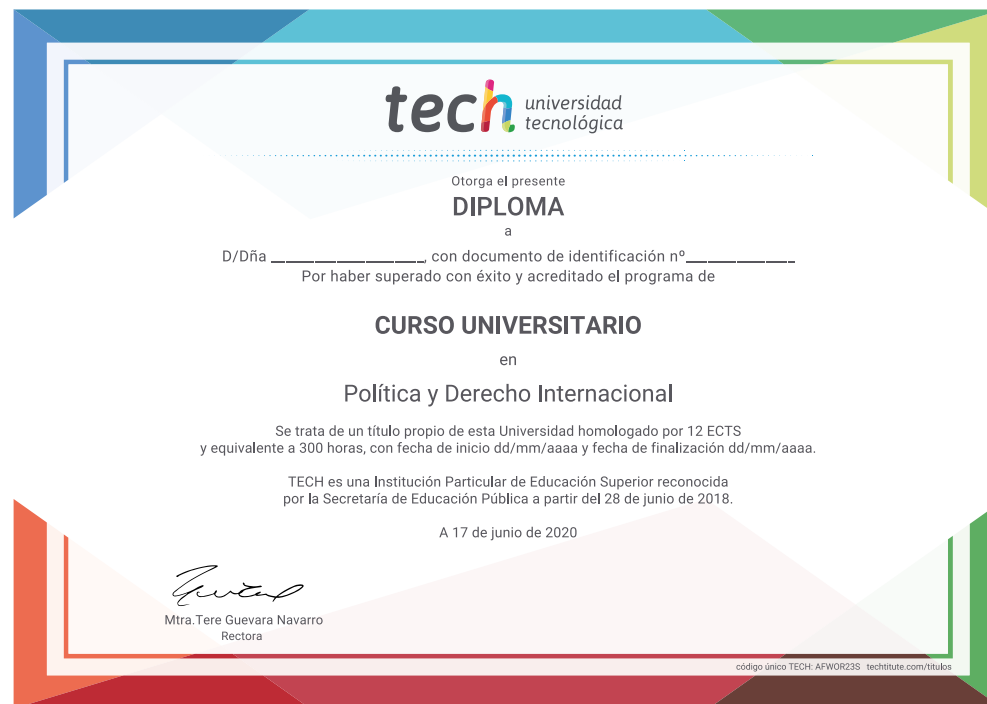 tech universidad
tecnológica
Otorga el presente
DIPLOMA
a
D/Dña ____________________, con documento de identificación nº______________
Por haber superado con éxito y acreditado el programa de
CURSO UNIVERSITARIO
en
Política y Derecho Internacional
Se trata de un título propio de esta Universidad homologado por 12 ECTS
y equivalente a 300 horas, con fecha de inicio dd/mm/aaaa y fecha de finalización dd/mm/aaaa.
TECH es una Institución Particular de Educación Superior reconocida
por la Secretaría de Educación Pública a partir del 28 de junio de 2018.
A 17 de junio de 2020
Mtra.Tere Guevara Navarro
Rectora
código único TECH: AFWOR23S techtitute.com/titulos